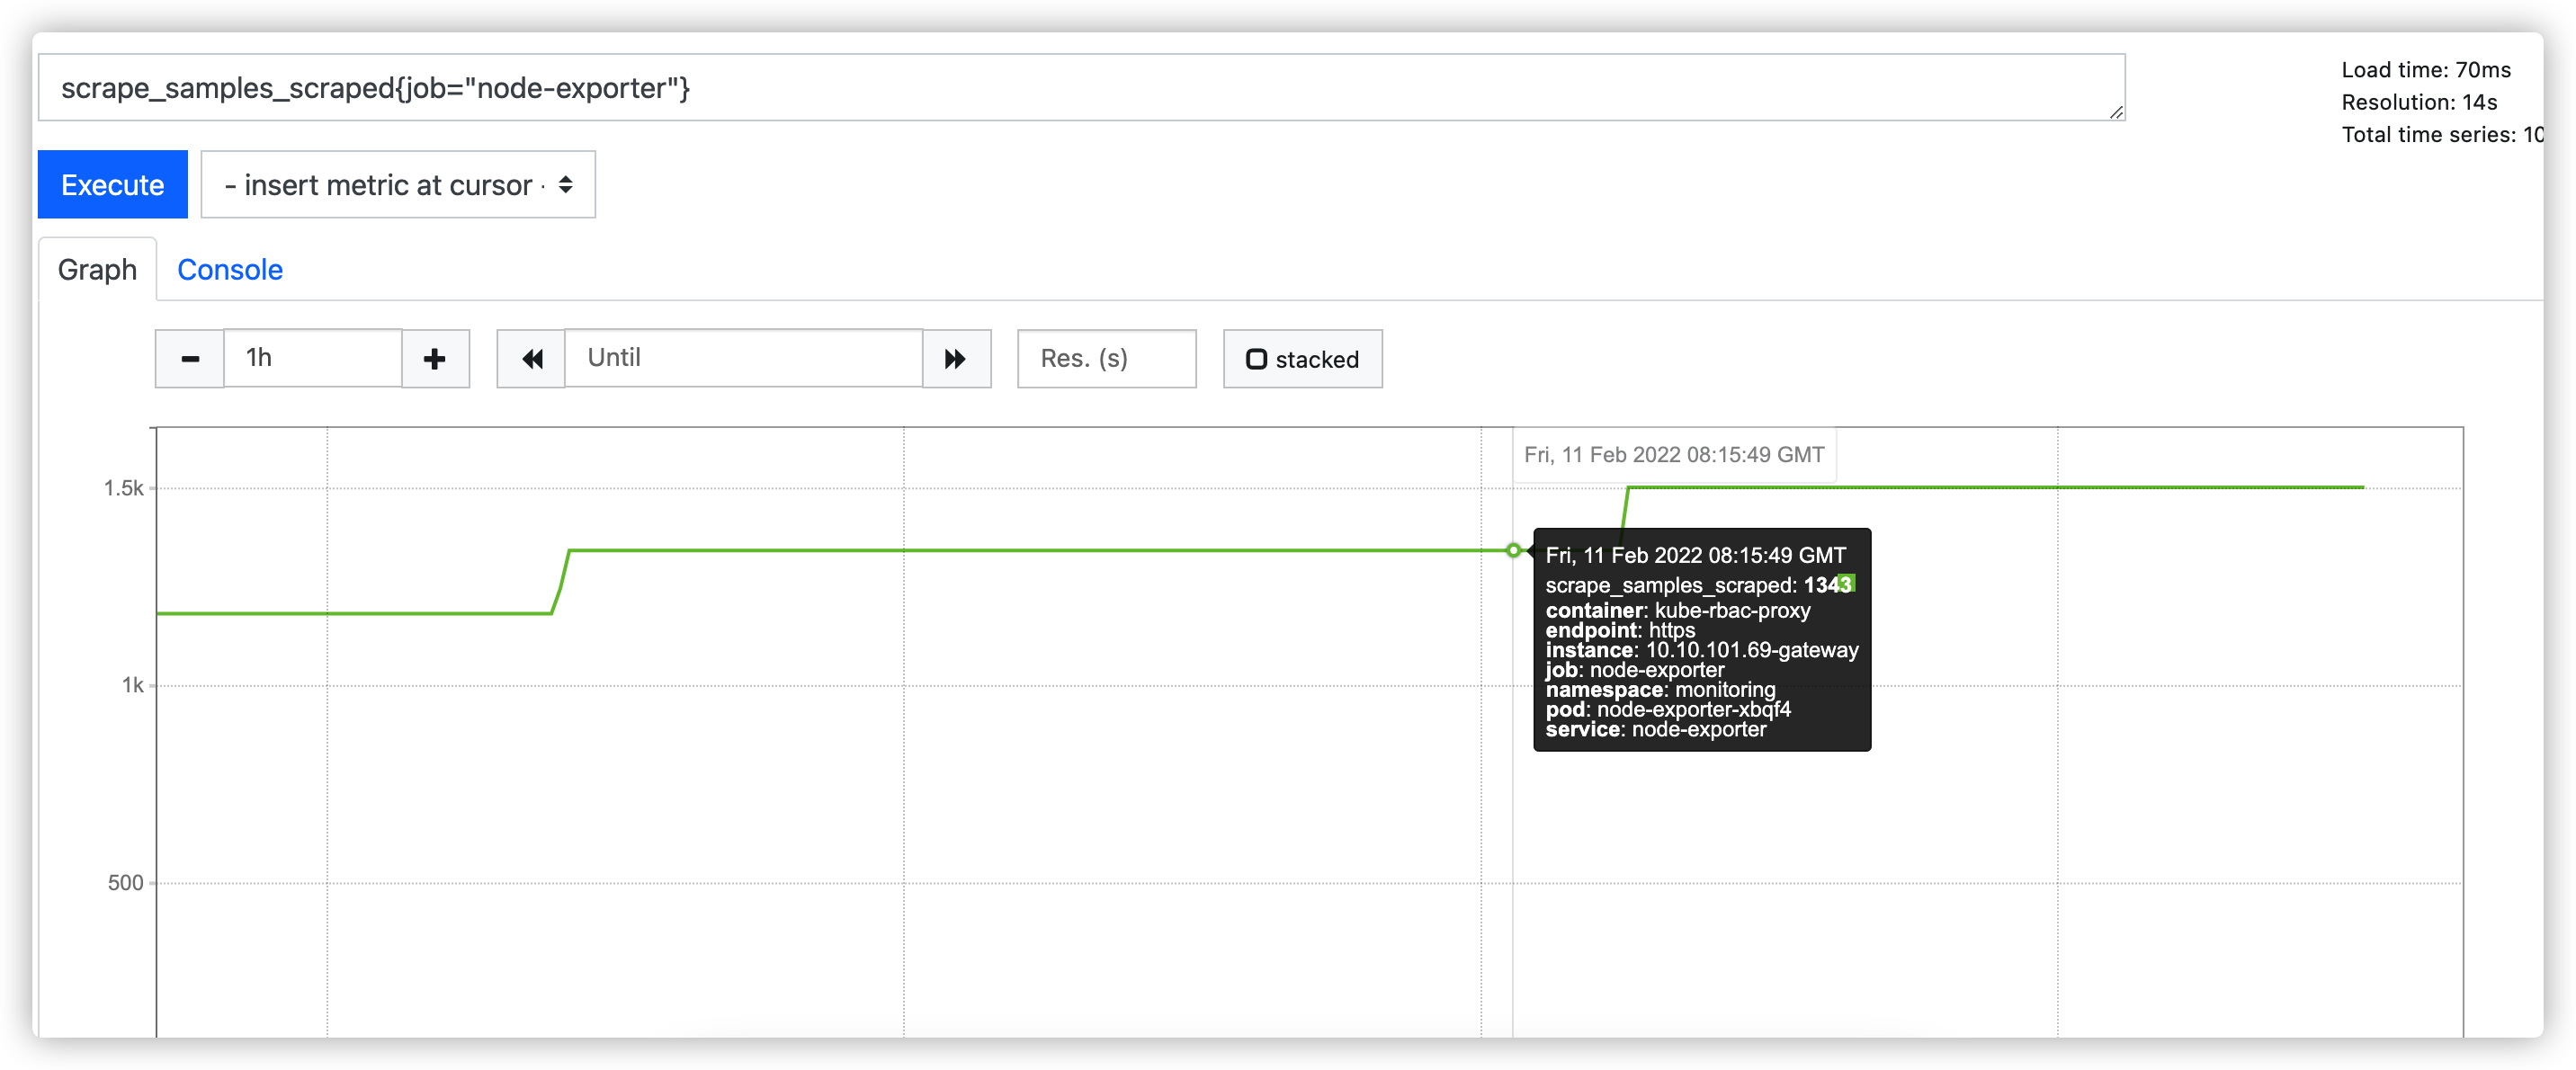 scrape_samples_scraped{job="node-exporter"}
Load time: 70ms
Resolution: 14s
Total time series: 10
Execute
- insert metric at cursor -
Graph
Console
1h
Until
Res. (s)
stacked
Fri, 11 Feb 2022 08:15:49 GMT
1.5k
1k
500
Fri, 11 Feb 2022 08:15:49 GMT
scrape_samples_scraped: 1343
container: kube-rbac-proxy
endpoint: https
instance: 10.10.101.69-gateway
job: node-exporter
namespace: monitoring
pod: node-exporter-xbqf4
service: node-exporter